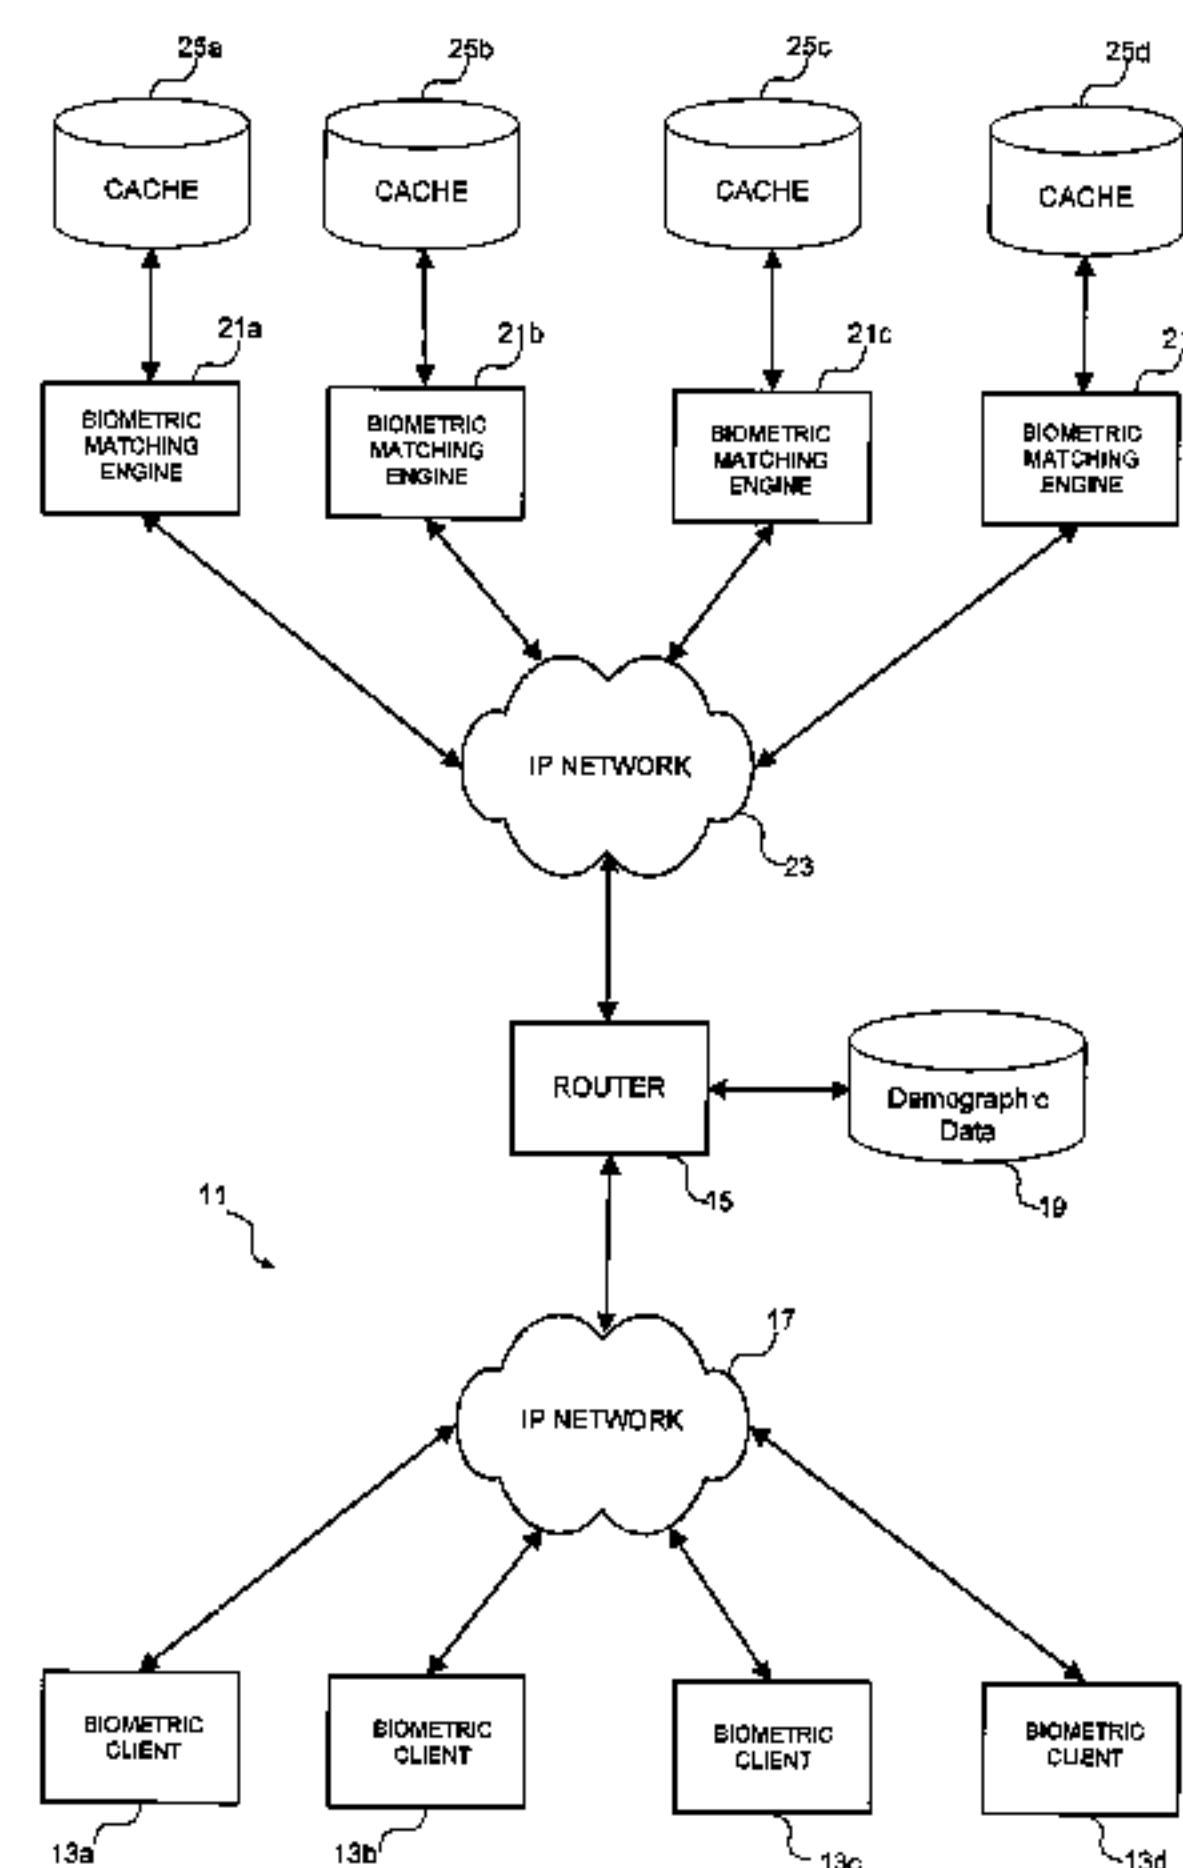 25a 25b 25c 25d
CACHE CACHE CACHE CACHE
21a 21b 21c 21
BIOMETRIC MATCHING ENGINE
BIOMETRIC MATCHING ENGINE
BIOMETRIC MATCHING ENGINE
BIOMETRIC MATCHING ENGINE
IP NETWORK
23
ROUTER
Demographic
Data
15
19
11
17
IP NETWORK
BIOMETRIC CLIENT
BIOMETRIC CLIENT
BIOMETRIC CLIENT
BIOMETRIC CLIENT
13a 13b 13c 13d